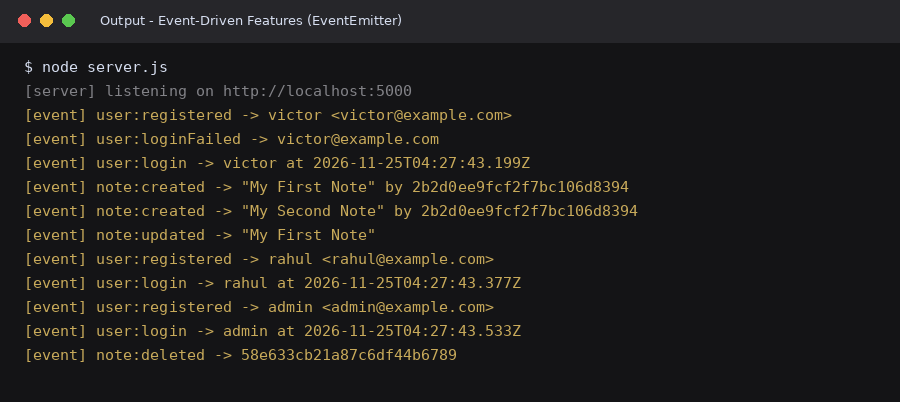 Output - Event-Driven Features (EventEmitter)
$ node server.js
[server] listening on http://localhost:5000
[event] user:registered -> victor <victor@example.com>
[event] user:loginFailed -> victor@example.com
[event] user:login -> victor at 2026-11-25T04:27:43.199Z
[event] note:created -> "My First Note" by 2b2d0ee9fcf2f7bc106d8394
[event] note:created -> "My Second Note" by 2b2d0ee9fcf2f7bc106d8394
[event] note:updated -> "My First Note"
[event] user:registered -> rahul <rahul@example.com>
[event] user:login -> rahul at 2026-11-25T04:27:43.377Z
[event] user:registered -> admin <admin@example.com>
[event] user:login -> admin at 2026-11-25T04:27:43.533Z
[event] note:deleted -> 58e633cb21a87c6df44b6789